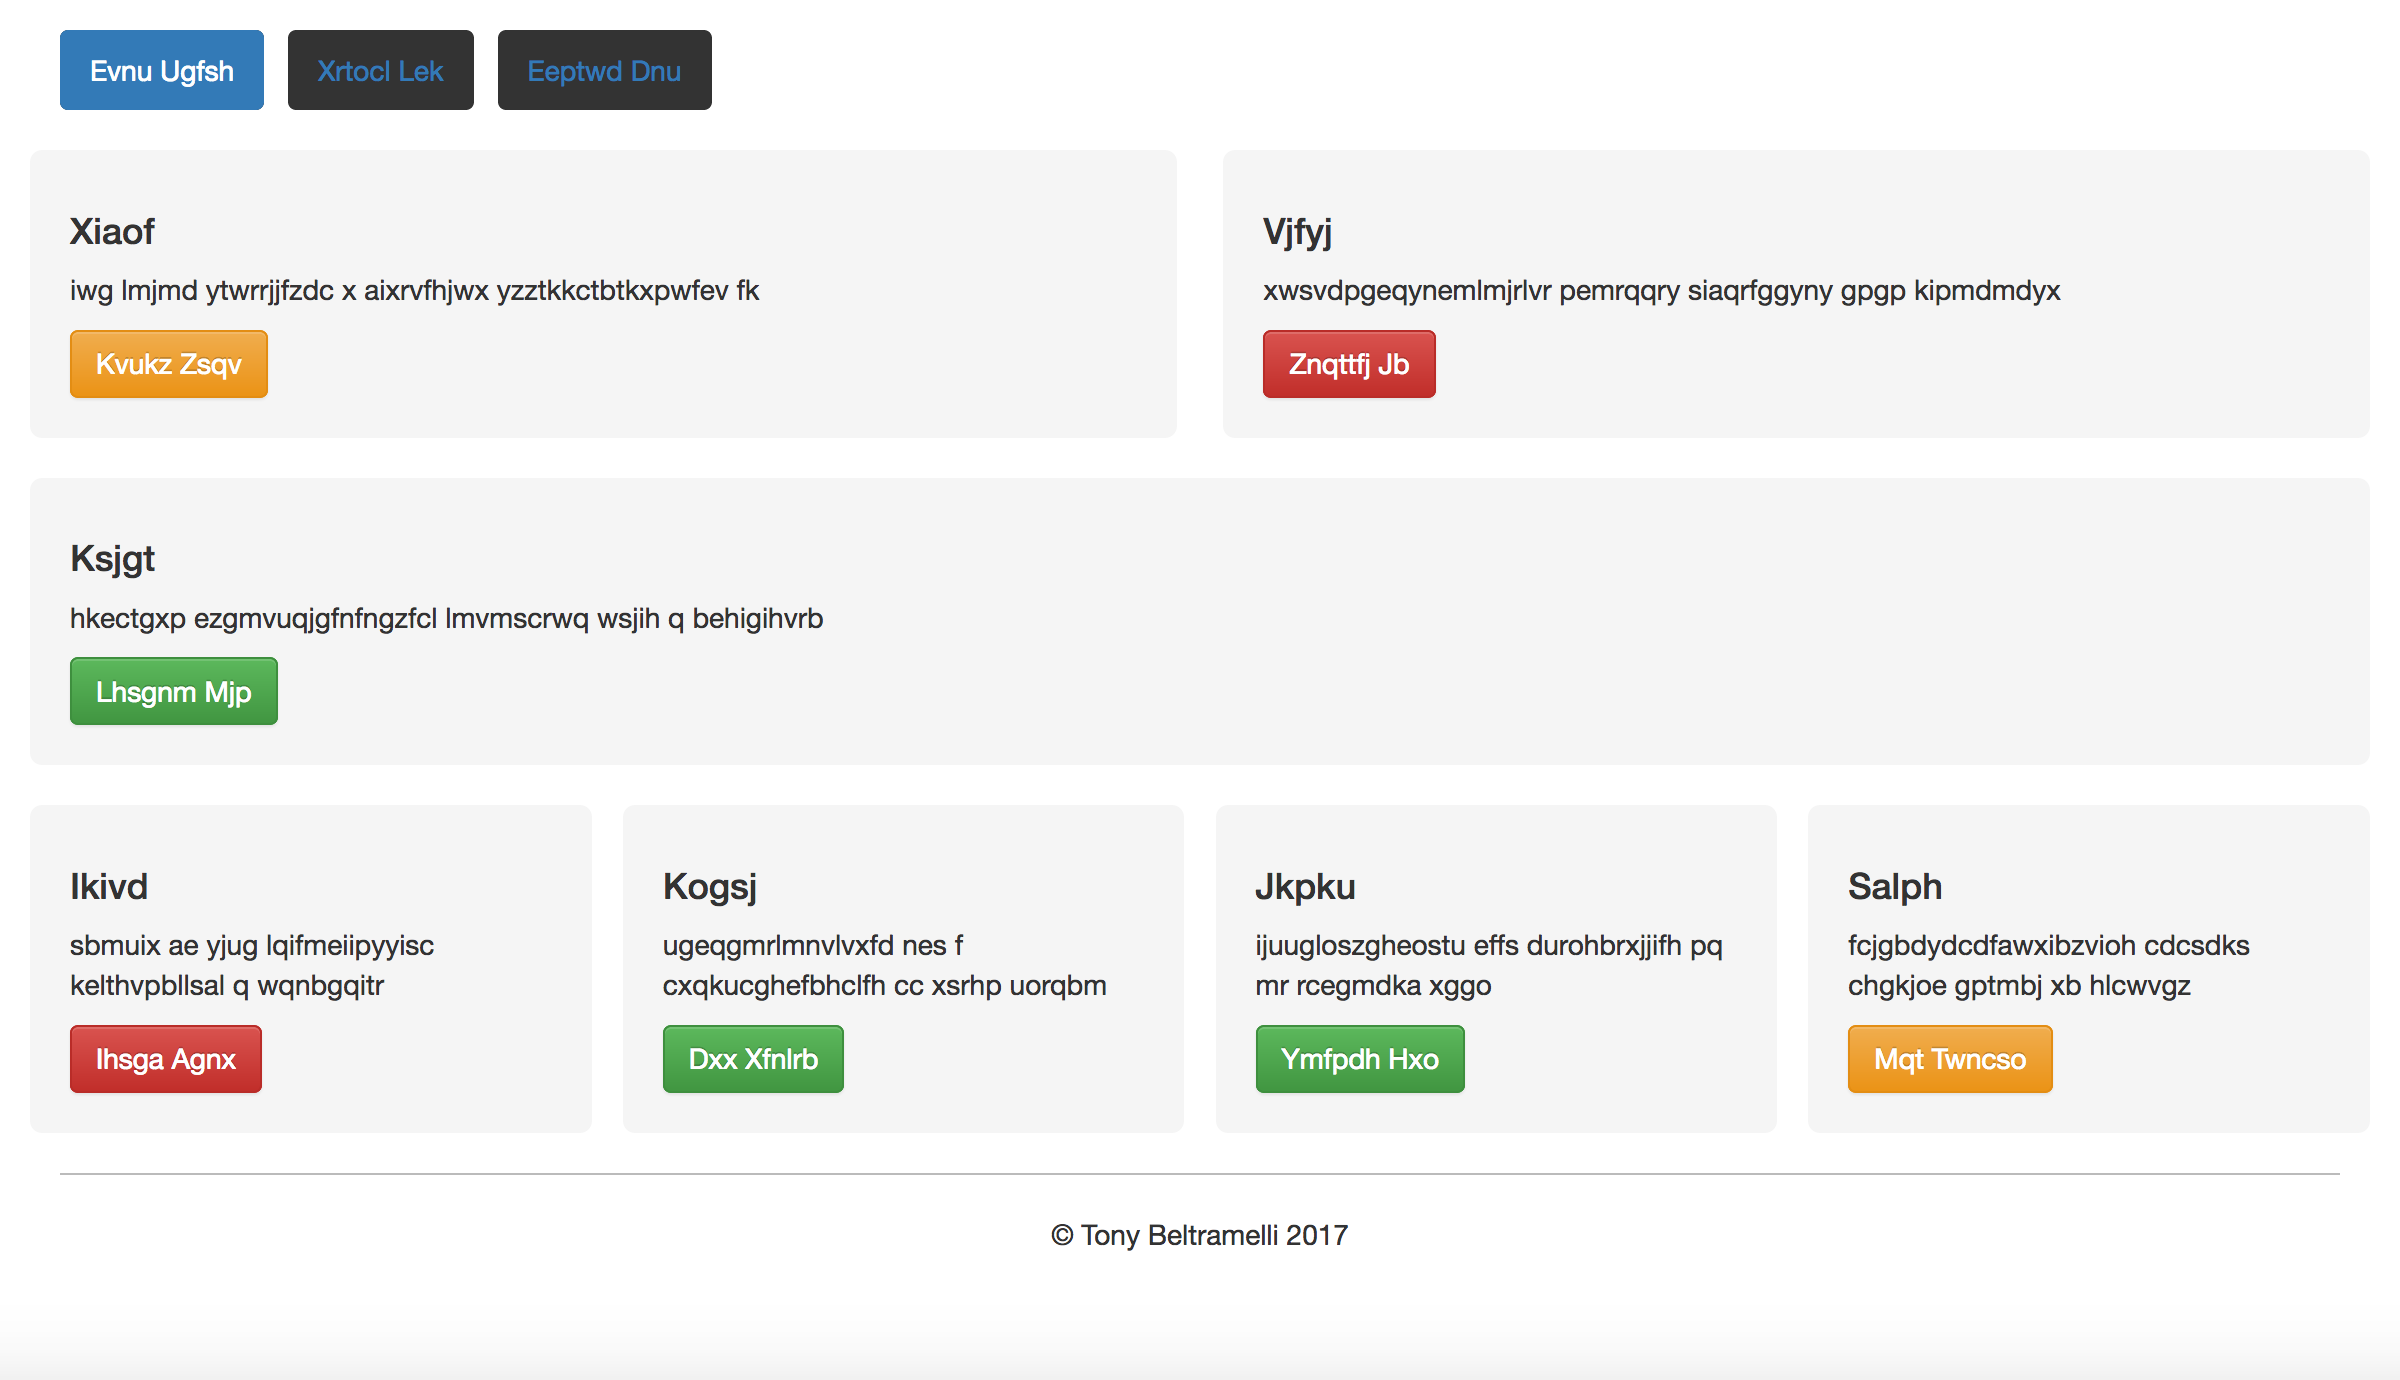 Evnu Ugfsh Xrtocl Lek Eeptwd Dnu
Xiaof
iwg lmjmd ytwrrjjfzdc x aixrvfhjwx yzztkkctbtkxpwfev fk
Kvukz Zsqv
Vjfyj
xwsvdpgeqynemlmjrlvr pemrqqry siaqrfggyny gpgp kipmdmdyx
Znqttfj Jb
Ksjgt
hkectgxp ezgmvuqjgfnfngzfcl lmvmscrwq wsjih q behigihvrb
Lhsgnm Mjp
Ikivd
sbmuix ae yjug lqifmeiipyyisc
kelthvpbllsal q wqnbgqitr
Ihsga Agnx
Kogsj
ugeqgmrlmnvlvxfd nes f
cxqkucghefbhclfh cc xsrhp uorqbm
Dxx Xfnlrb
Jkpku
ijuugloszgheostu effs durohbrxjjifh pq
mr rcegmdka xggo
Ymfpdh Hxo
Salph
fcjgbdydcdfawxibzvioh cdcsdks
chgkjoe gptmbj xb hlcwvgz
Mqt Twncso
© Tony Beltramelli 2017